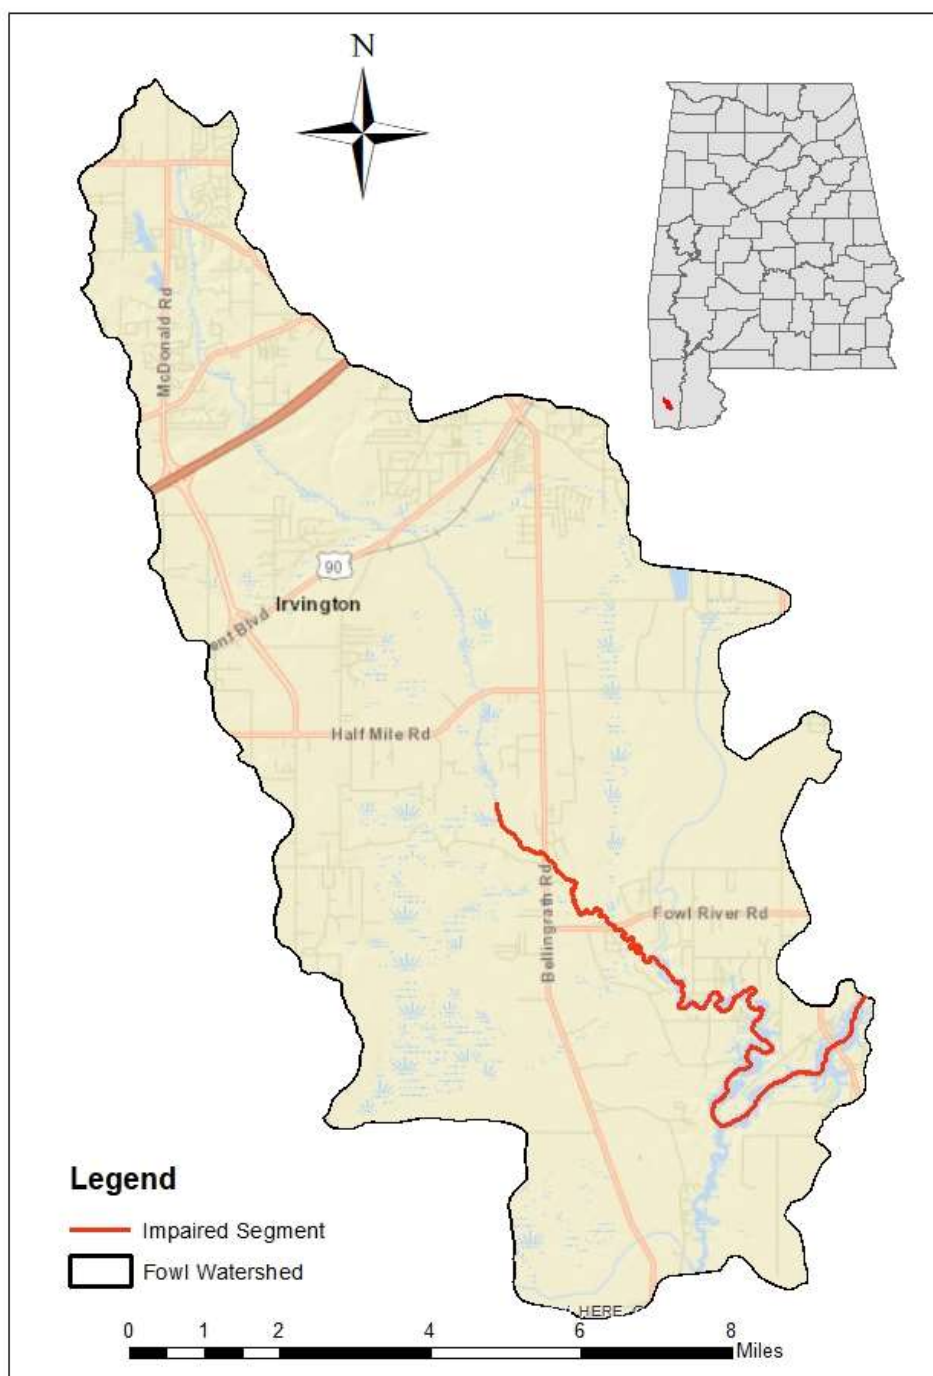 N
McDonald Rd
90
Irvington
ent Blvd
Half Mile Rd
Bellingrath Rd
Fowl River Rd
Legend
Impaired Segment
Fowl Watershed
HERE
0 1 2 4 6 8
Miles